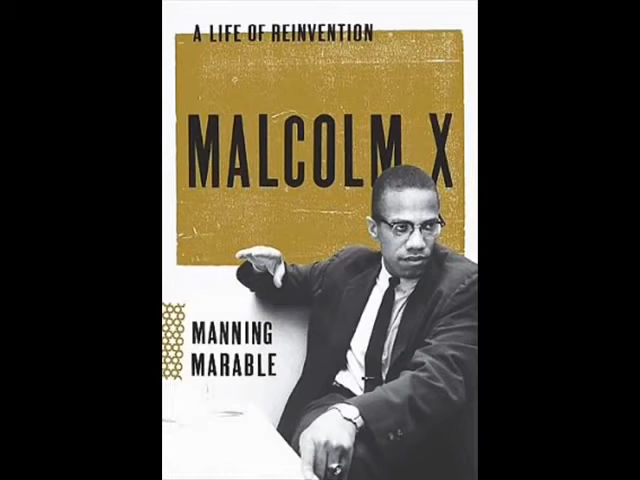 A LIFE OF REINVENTION
MALCOLM X
MANNING
MARABLE